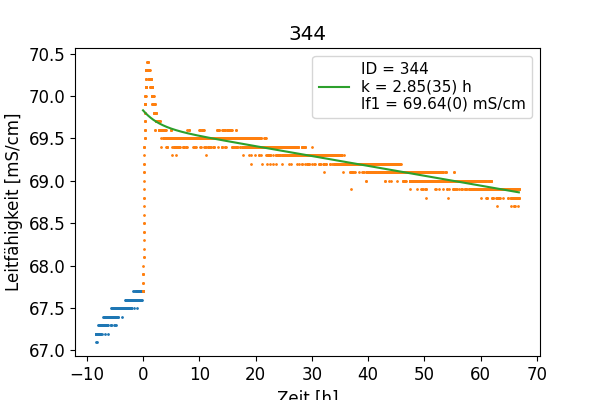 344
70.5
70.0
69.5
69.0
68.5
68.0
67.5
67.0
Leitfähigkeit [mS/cm]
ID = 344
k = 2.85(35) h
lf1 = 69.64(0) mS/cm
−10 0 10 20 30 40 50 60 70
Zeit [h]